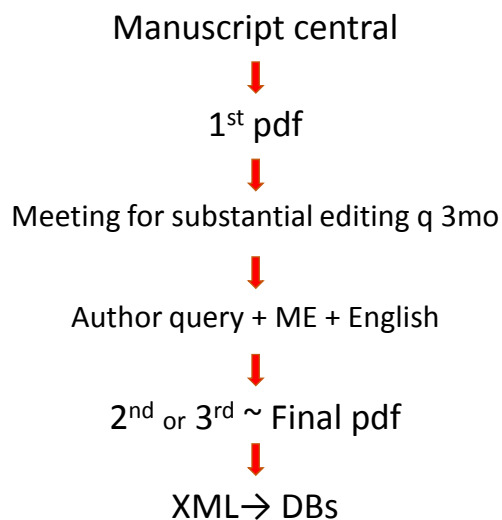 Manuscript central
1st pdf
Meeting for substantial editing q 3mo
Author query + ME + English
2nd or 3rd ~ Final pdf
XML→ DBs